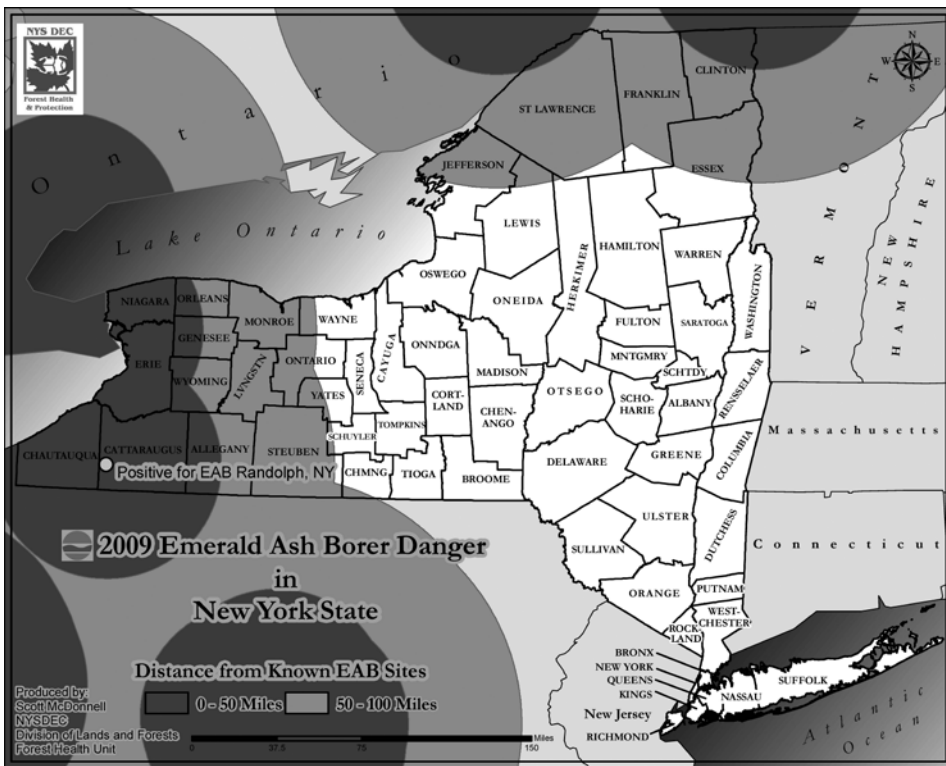 NYS DEC
Forest Health
& Protection
N
W E
S
Ontario
CLINTON
FRANKLIN
ST LAWRENCE
JEFFERSON
ESSEX
VERMONT
NEW
HAMPSHIRE
Lake Ontario
LEWIS
HERKIMER
HAMILTON
WARREN
WASHINGTON
OSWEGO
ONEIDA
NIAGARA
ORLEANS
MONROE
WAYNE
FULTON
SARATOGA
GENESEE
ERIE
WYOMING
LVNGSTN
ONTARIO
SENECA
CAYUGA
ONNDGA
MADISON
MNTGMRY
SCHTDY
RENSSELAER
YATES
CORT-
LAND
CHEN-
ANGO
OTSEGO
SCHO-
HARIE
ALBANY
Massachusetts
CHAUTAUQUA
CATTARAUGUS
ALLEGANY
STEUBEN
SCHUYLER
TOMPKINS
CHMNG
TIOGA
BROOME
DELAWARE
GREENE
COLUMBIA
Positive for EAB Randolph, NY
ULSTER
DUTCHESS
Connecticut
SULLIVAN
ORANGE
PUTNAM
WEST-
CHESTER
ROCK-
LAND
2009 Emerald Ash Borer Danger
in
New York State
BRONX
NEW YORK
QUEENS
KINGS
NASSAU
SUFFOLK
New Jersey
RICHMOND
Atlantic
Ocean
Distance from Known EAB Sites
0 - 50 Miles
50 - 100 Miles
Produced by:
Scott McDonnell
NYSDEC
Division of Lands and Forests
Forest Health Unit
Miles
0 37.5 75 150